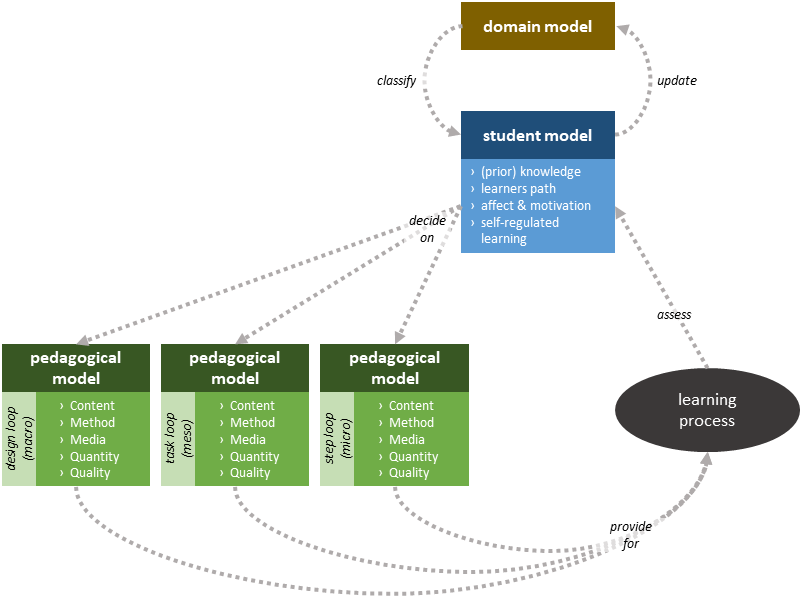 domain model
classify
update
student model
› (prior) knowledge
› learners path
› affect & motivation
› self-regulated
learning
decide
on
assess
pedagogical
model
design loop
(macro)
› Content
› Method
› Media
› Quantity
› Quality
pedagogical
model
task loop
(meso)
› Content
› Method
› Media
› Quantity
› Quality
pedagogical
model
step loop
(micro)
› Content
› Method
› Media
› Quantity
› Quality
learning
process
provide
for